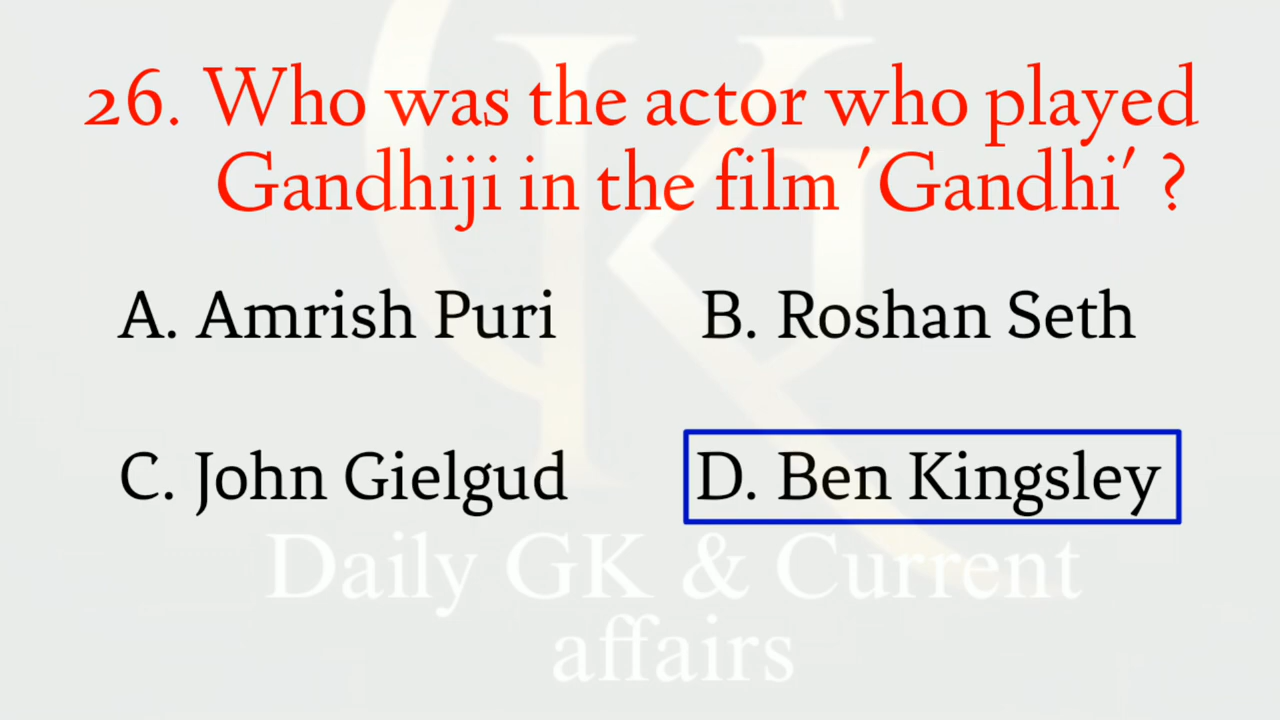 26. Who was the actor who played
Gandhiji in the film 'Gandhi' ?
A. Amrish Puri
B. Roshan Seth
C. John Gielgud
D. Ben Kingsley
Daily GK & Current
affairs